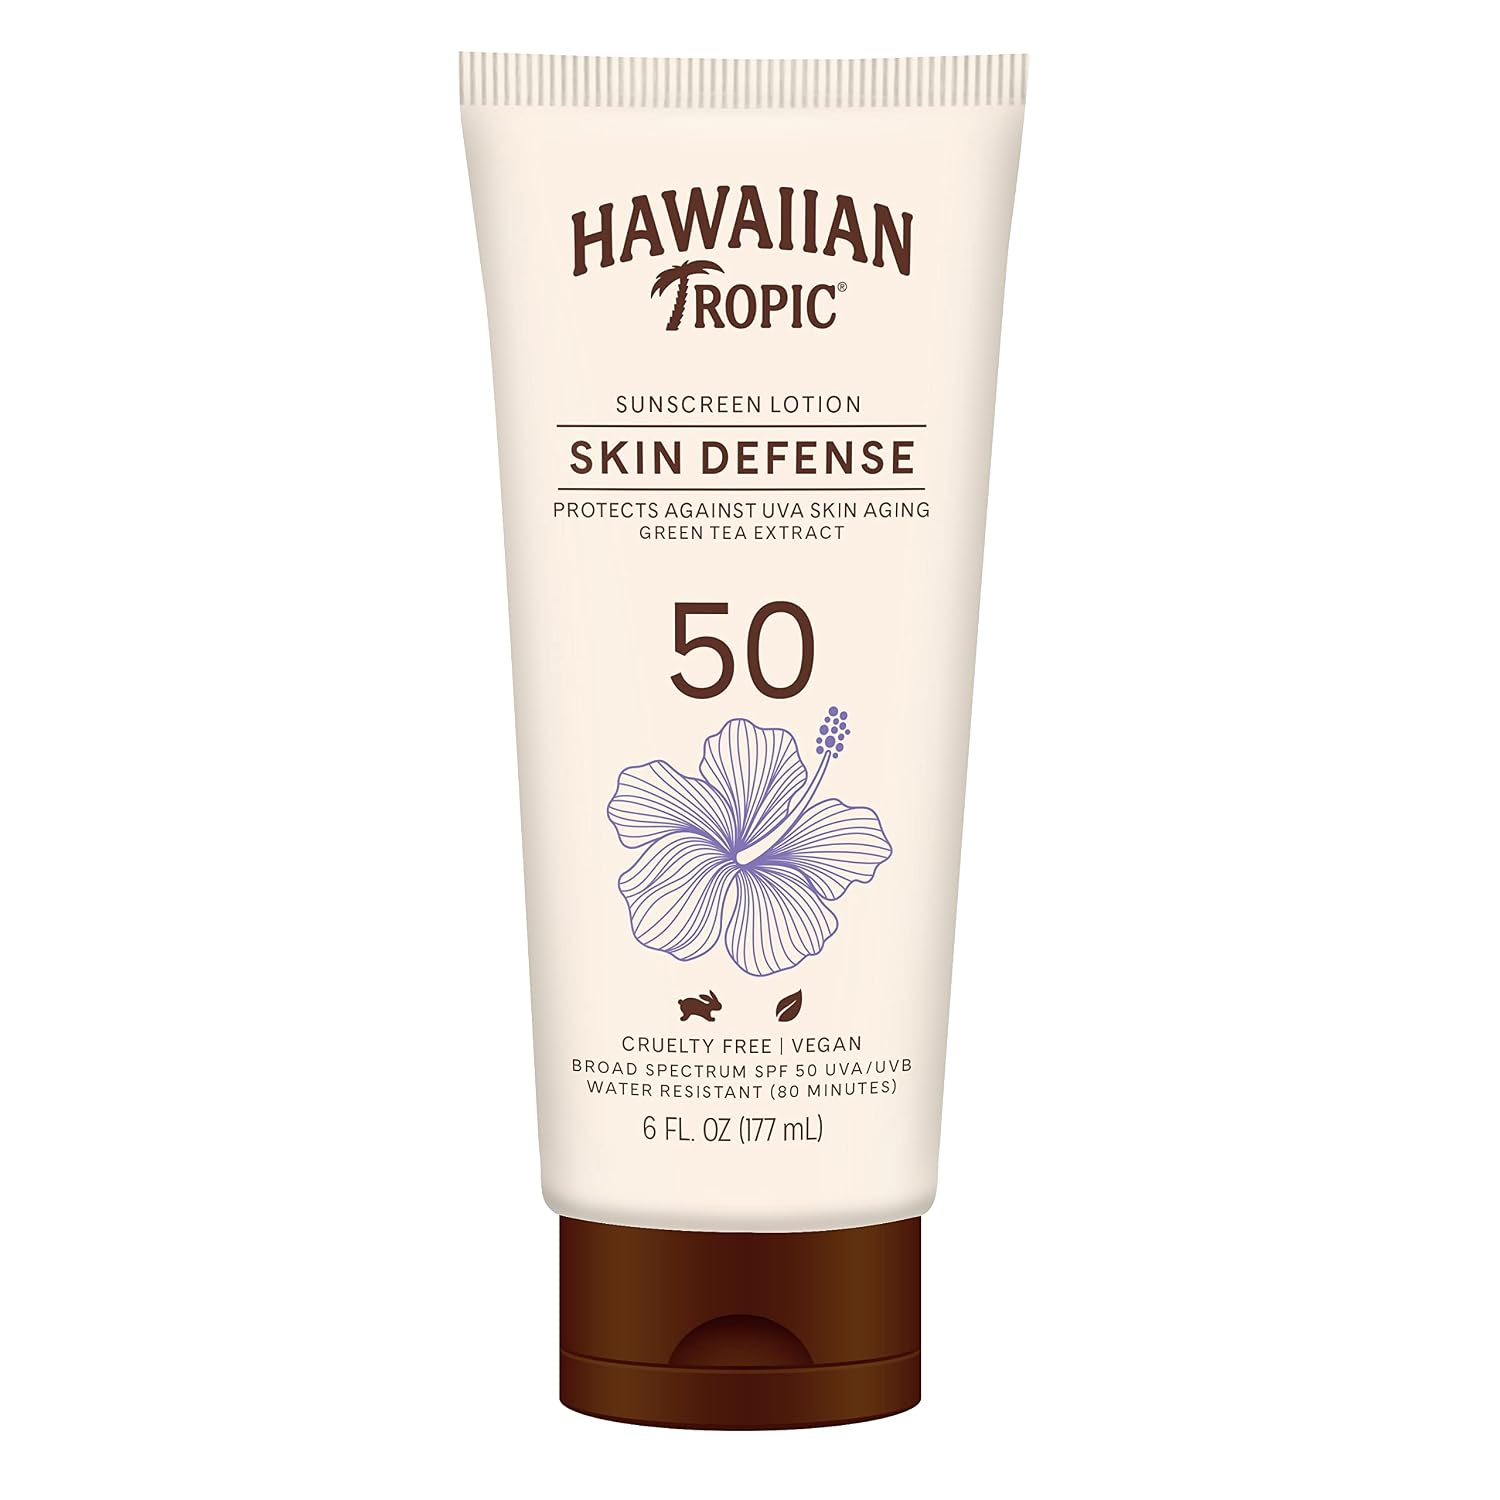 HAWAIIAN
TROPIC®
SUNSCREEN LOTION
SKIN DEFENSE
PROTECTS AGAINST UVA SKIN AGING
GREEN TEA EXTRACT
50
CRUELTY FREE | VEGAN
BROAD SPECTRUM SPF 50 UVA/UVB
WATER RESISTANT (80 MINUTES)
6 FL. OZ (177 mL)